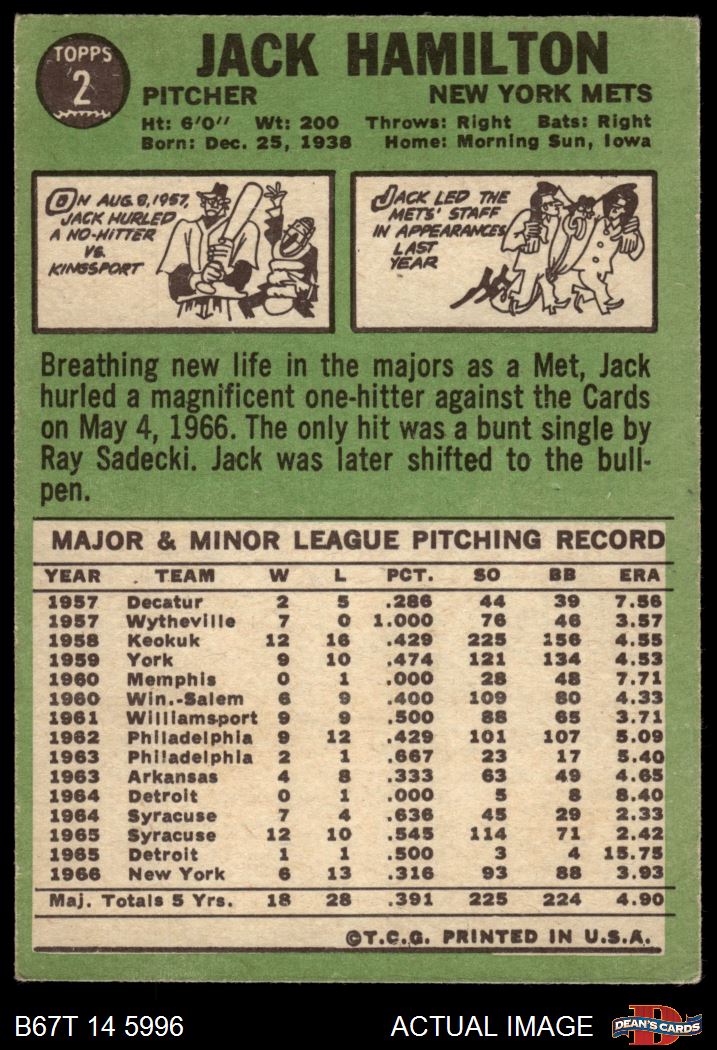 TOPPS
2
JACK HAMILTON
PITCHER NEW YORK METS
Ht: 6'0" Wt: 200 Throws: Right Bats: Right
Born: Dec. 25, 1938 Home: Morning Sun, Iowa
ON AUG. 8, 1957,
JACK HURLED
A NO-HITTER
VS.
KINGSPORT
JACK LED THE
METS' STAFF
IN APPEARANCES
LAST
YEAR
Breathing new life in the majors as a Met, Jack
hurled a magnificent one-hitter against the Cards
on May 4, 1966. The only hit was a bunt single by
Ray Sadecki. Jack was later shifted to the bull-
pen.
MAJOR & MINOR LEAGUE PITCHING RECORD
YEAR TEAM W L PCT. SO BB ERA
1957 Decatur 2 5 .286 44 39 7.56
1957 Wytheville 7 0 1.000 76 46 3.57
1958 Keokuk 12 16 .429 225 156 4.55
1959 York 9 10 .474 121 134 4.53
1960 Memphis 0 1 .000 28 48 7.71
1960 Win.-Salem 6 9 .400 109 80 4.33
1961 Williamsport 9 9 .500 88 65 3.71
1962 Philadelphia 9 12 .429 101 107 5.09
1963 Philadelphia 2 1 .667 23 17 5.40
1963 Arkansas 4 8 .333 63 49 4.65
1964 Detroit 0 1 .000 5 8 8.40
1964 Syracuse 7 4 .636 45 29 2.33
1965 Syracuse 12 10 .545 114 71 2.42
1965 Detroit 1 1 .500 3 4 15.75
1966 New York 6 13 .316 93 88 3.93
Maj. Totals 5 Yrs. 18 28 .391 225 224 4.90
©T.C.G. PRINTED IN U.S.A.
B67T 14 5996 ACTUAL IMAGE
D
DEAN'S CARDS